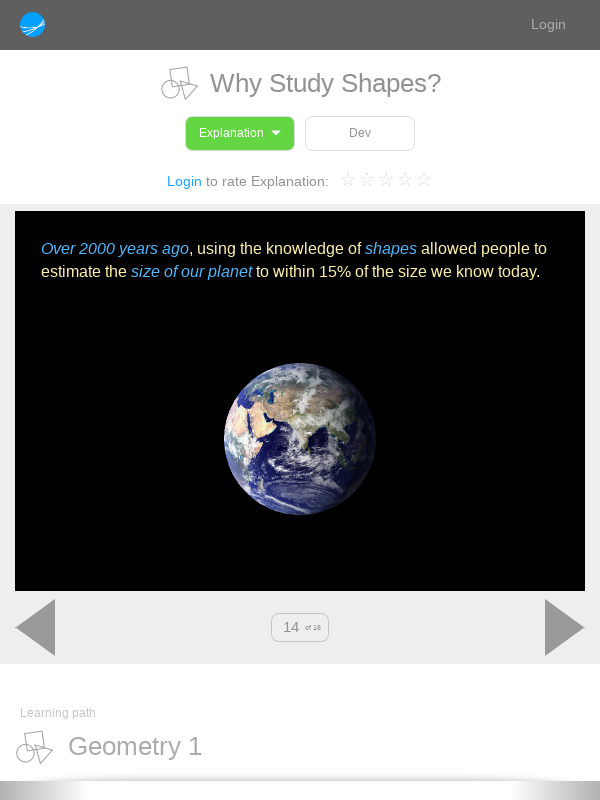 Login
Why Study Shapes?
Explanation
Dev
Login to rate Explanation:
Over 2000 years ago, using the knowledge of shapes allowed people to
estimate the size of our planet to within 15% of the size we know today.
14 of 16
Learning path
Geometry 1